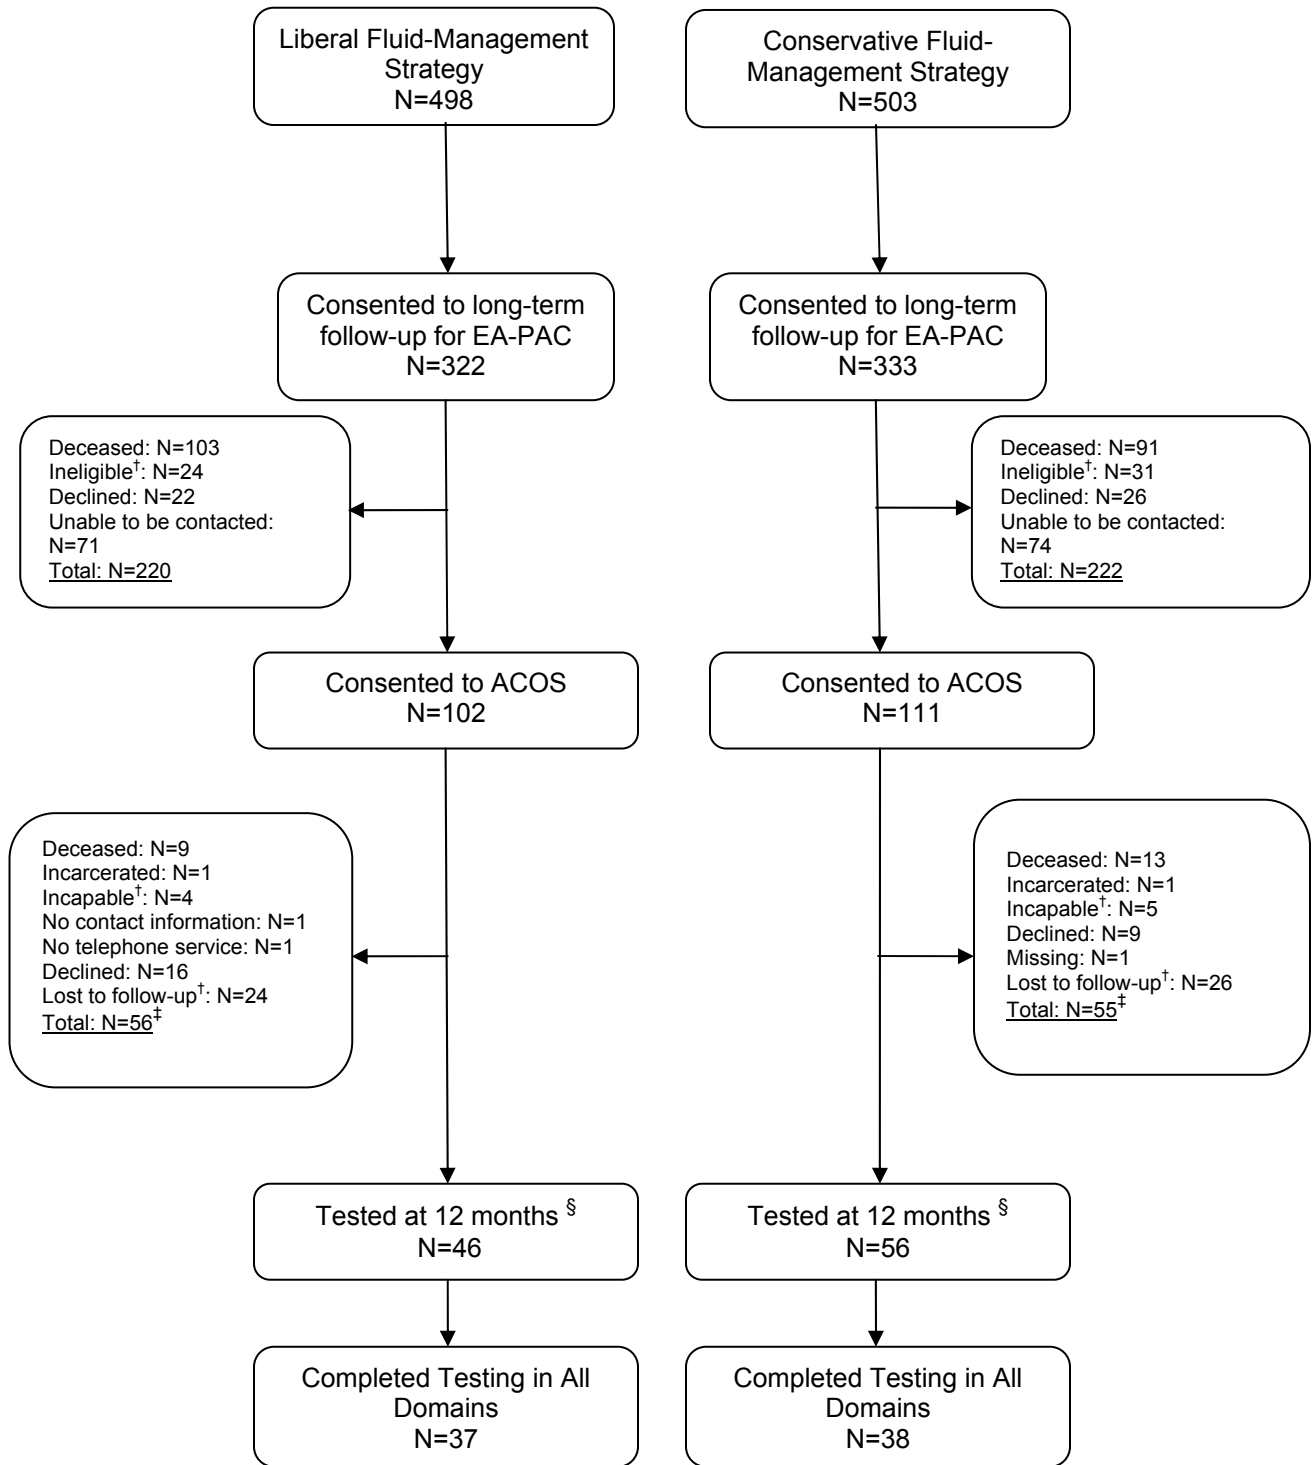 Liberal Fluid-Management
Strategy
N=498
Conservative Fluid-
Management Strategy
N=503
Consented to long-term
follow-up for EA-PAC
N=322
Consented to long-term
follow-up for EA-PAC
N=333
Deceased: N=103
Ineligible†: N=24
Declined: N=22
Unable to be contacted:
N=71
Total: N=220
Deceased: N=91
Ineligible†: N=31
Declined: N=26
Unable to be contacted:
N=74
Total: N=222
Consented to ACOS
N=102
Consented to ACOS
N=111
Deceased: N=9
Incarcerated: N=1
Incapable†: N=4
No contact information: N=1
No telephone service: N=1
Declined: N=16
Lost to follow-up†: N=24
Total: N=56‡
Deceased: N=13
Incarcerated: N=1
Incapable†: N=5
Declined: N=9
Missing: N=1
Lost to follow-up†: N=26
Total: N=55‡
Tested at 12 months §
N=46
Tested at 12 months §
N=56
Completed Testing in All
Domains
N=37
Completed Testing in All
Domains
N=38